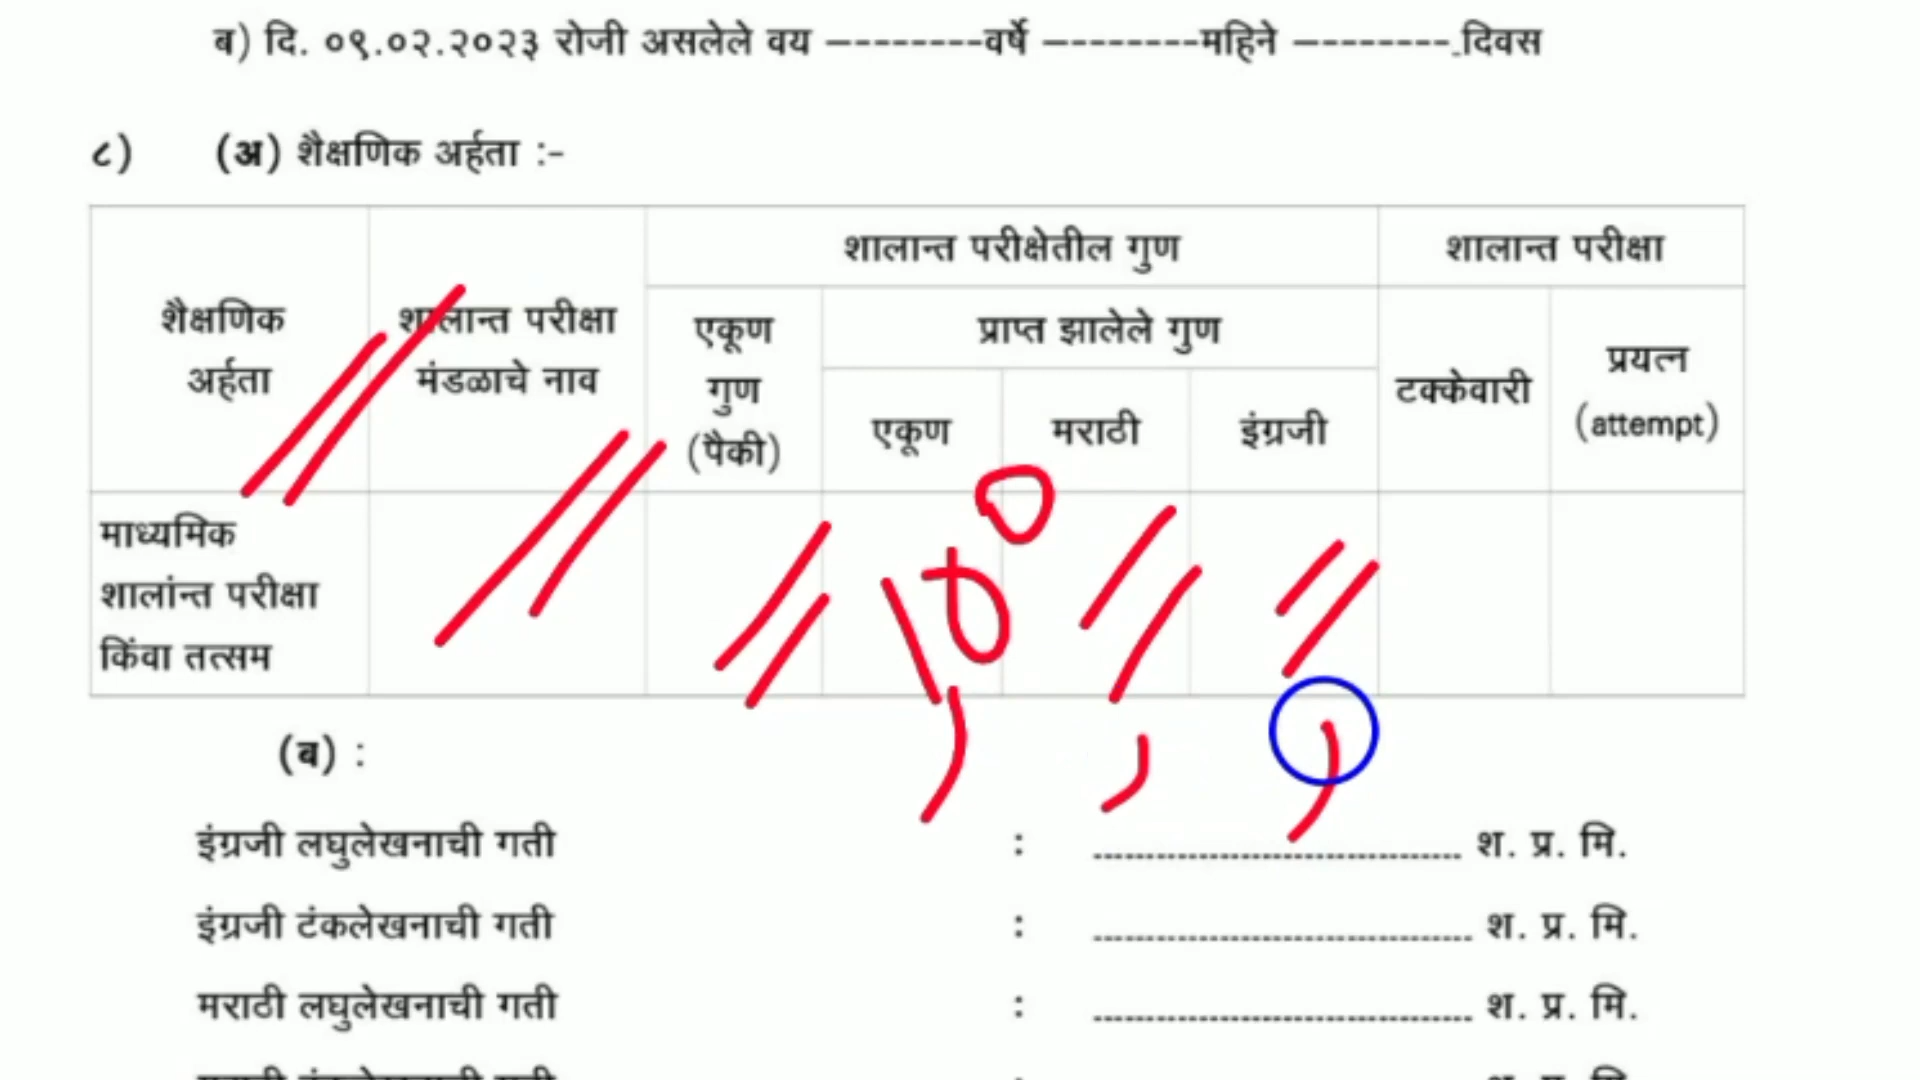 ब) दि. ०९.०२.२०२३ रोजी असलेले वय ---------वर्षे ---------महिने ---------.दिवस
८) (अ) शैक्षणिक अर्हता :-
शालान्त परीक्षेतील गुण शालान्त परीक्षा
शैक्षणिक अर्हता
शालान्त परीक्षा मंडळाचे नाव
एकूण गुण (पैकी)
प्राप्त झालेले गुण
एकूण मराठी इंग्रजी
टक्केवारी
प्रयत्न (attempt)
माध्यमिक
शालांन्त परीक्षा
किंवा तत्सम
(ब) :
इंग्रजी लघुलेखनाची गती : ................................... श. प्र. मि.
इंग्रजी टंकलेखनाची गती : .................................... श. प्र. मि.
मराठी लघुलेखनाची गती : .................................... श. प्र. मि.